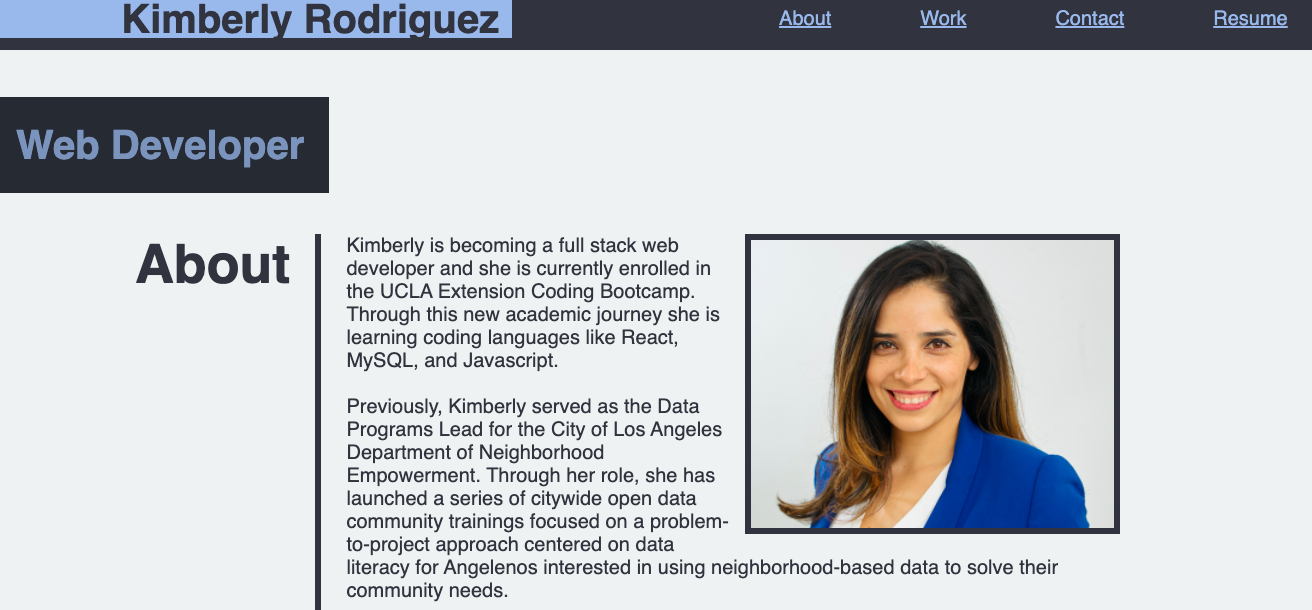 Kimberly Rodriguez
About Work Contact Resume
Web Developer
About
Kimberly is becoming a full stack web
developer and she is currently enrolled in
the UCLA Extension Coding Bootcamp.
Through this new academic journey she is
learning coding languages like React,
MySQL, and Javascript.
Previously, Kimberly served as the Data
Programs Lead for the City of Los Angeles
Department of Neighborhood
Empowerment. Through her role, she has
launched a series of citywide open data
community trainings focused on a problem-
to-project approach centered on data
literacy for Angelenos interested in using neighborhood-based data to solve their
community needs.